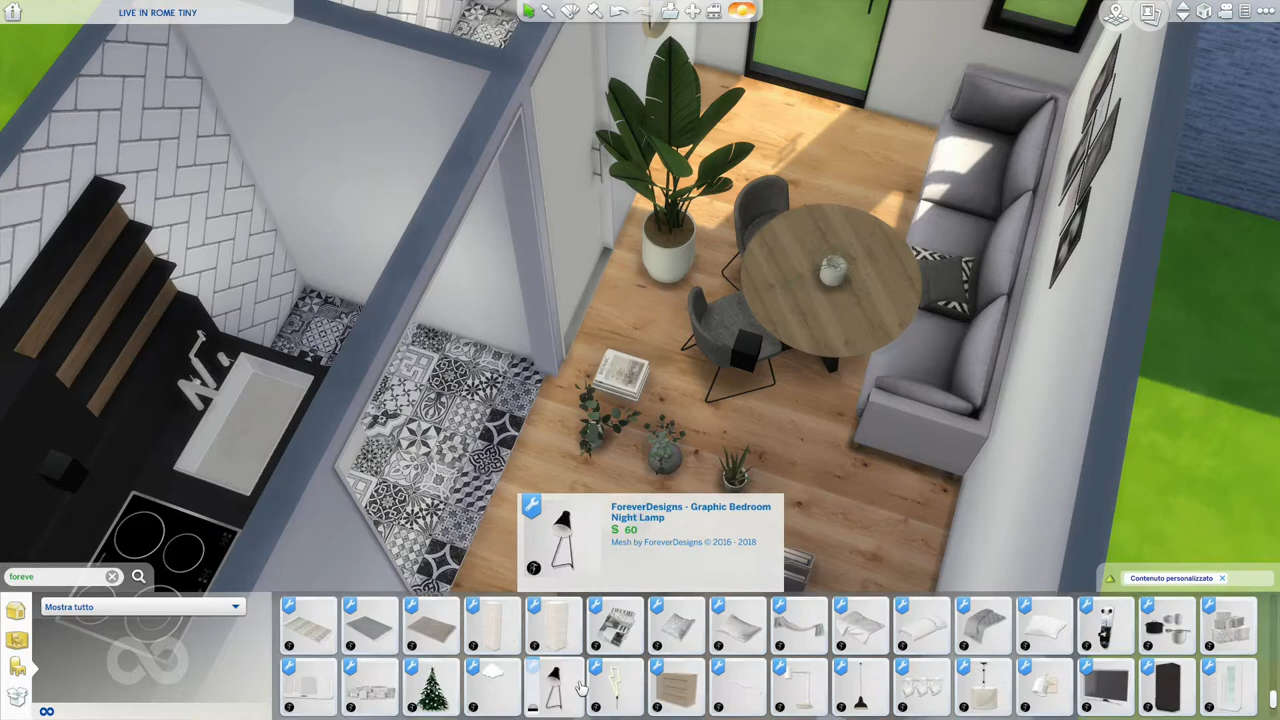 LIVE IN ROME TINY
ForeverDesigns - Graphic Bedroom
Night Lamp
$ 60
Mesh by ForeverDesigns © 2016 - 2018
foreve
Contenuto personalizzato
Mostra tutto